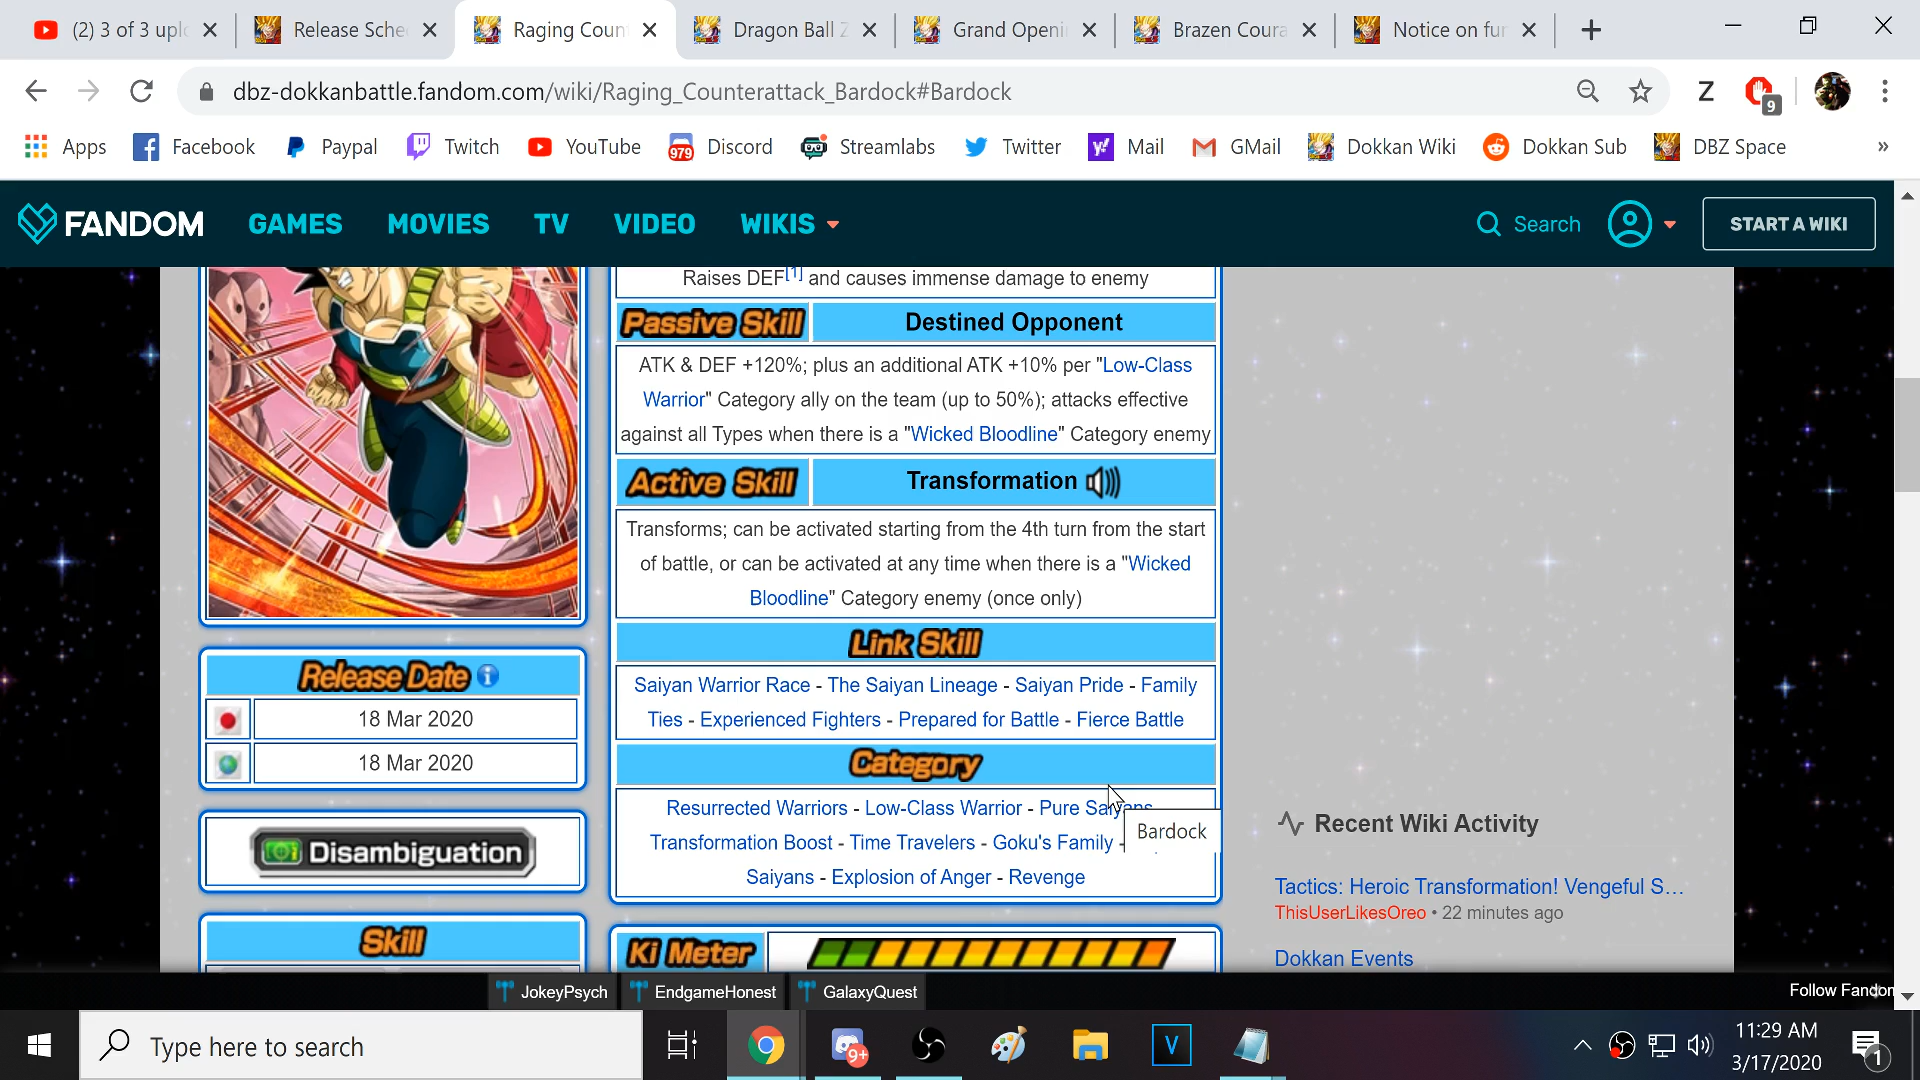 (2) 3 of 3 uplo
Release Sche
Raging Coun
Dragon Ball Z
Grand Openi
Brazen Coura
Notice on fur
dbz-dokkanbattle.fandom.com/wiki/Raging_Counterattack_Bardock#Bardock
Z
9
Apps
Facebook
Paypal
Twitch
YouTube
979
Discord
Streamlabs
Twitter
y!
Mail
GMail
Dokkan Wiki
Dokkan Sub
DBZ Space
»
FANDOM
GAMES
MOVIES
TV
VIDEO
WIKIS
Search
START A WIKI
Raises DEF[1] and causes immense damage to enemy
Passive Skill
Destined Opponent
ATK & DEF +120%; plus an additional ATK +10% per "Low-Class
Warrior" Category ally on the team (up to 50%); attacks effective
against all Types when there is a "Wicked Bloodline" Category enemy
Active Skill
Transformation
Transforms; can be activated starting from the 4th turn from the start
of battle, or can be activated at any time when there is a "Wicked
Bloodline" Category enemy (once only)
Link Skill
Saiyan Warrior Race - The Saiyan Lineage - Saiyan Pride - Family
Ties - Experienced Fighters - Prepared for Battle - Fierce Battle
Category
Resurrected Warriors - Low-Class Warrior - Pure Saiyans
Transformation Boost - Time Travelers - Goku's Family -
Saiyans - Explosion of Anger - Revenge
Bardock
Ki Meter
Release Date
18 Mar 2020
18 Mar 2020
Disambiguation
Skill
Recent Wiki Activity
Tactics: Heroic Transformation! Vengeful S...
ThisUserLikesOreo • 22 minutes ago
Dokkan Events
JokeyPsych
EndgameHonest
GalaxyQuest
Follow Fandom
Type here to search
9+
V
11:29 AM
3/17/2020
1